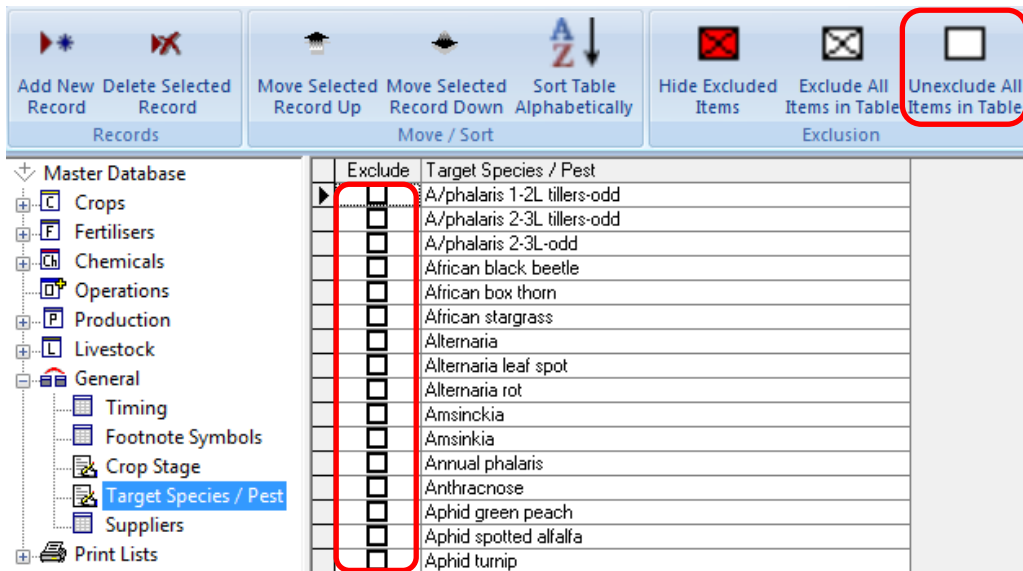 Add New Record
Delete Selected Record
Move Selected Record Up
Move Selected Record Down
A Z
Sort Table Alphabetically
Hide Excluded Items
Exclude All Items in Table
Unexclude All Items in Table
Records
Move / Sort
Exclusion
Master Database
C Crops
F Fertilisers
Ch Chemicals
O Operations
P Production
L Livestock
General
Timing
Footnote Symbols
Crop Stage
Target Species / Pest
Suppliers
Print Lists
Exclude Target Species / Pest
A/phalaris 1-2L tillers-odd
A/phalaris 2-3L tillers-odd
A/phalaris 2-3L-odd
African black beetle
African box thorn
African stargrass
Alternaria
Alternaria leaf spot
Alternaria rot
Amsinckia
Amsinkia
Annual phalaris
Anthracnose
Aphid green peach
Aphid spotted alfalfa
Aphid turnip